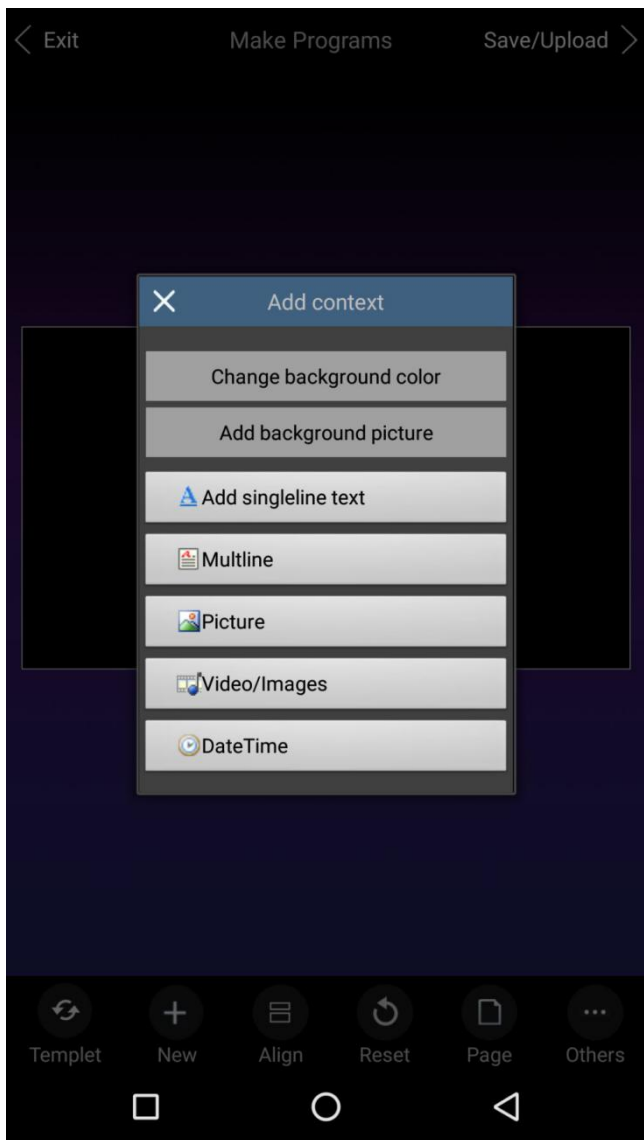 Exit
Make Programs
Save/Upload
Add context
Change background color
Add background picture
Add singleline text
Multline
Picture
Video/Images
DateTime
Templet
New
Align
Reset
Page
Others